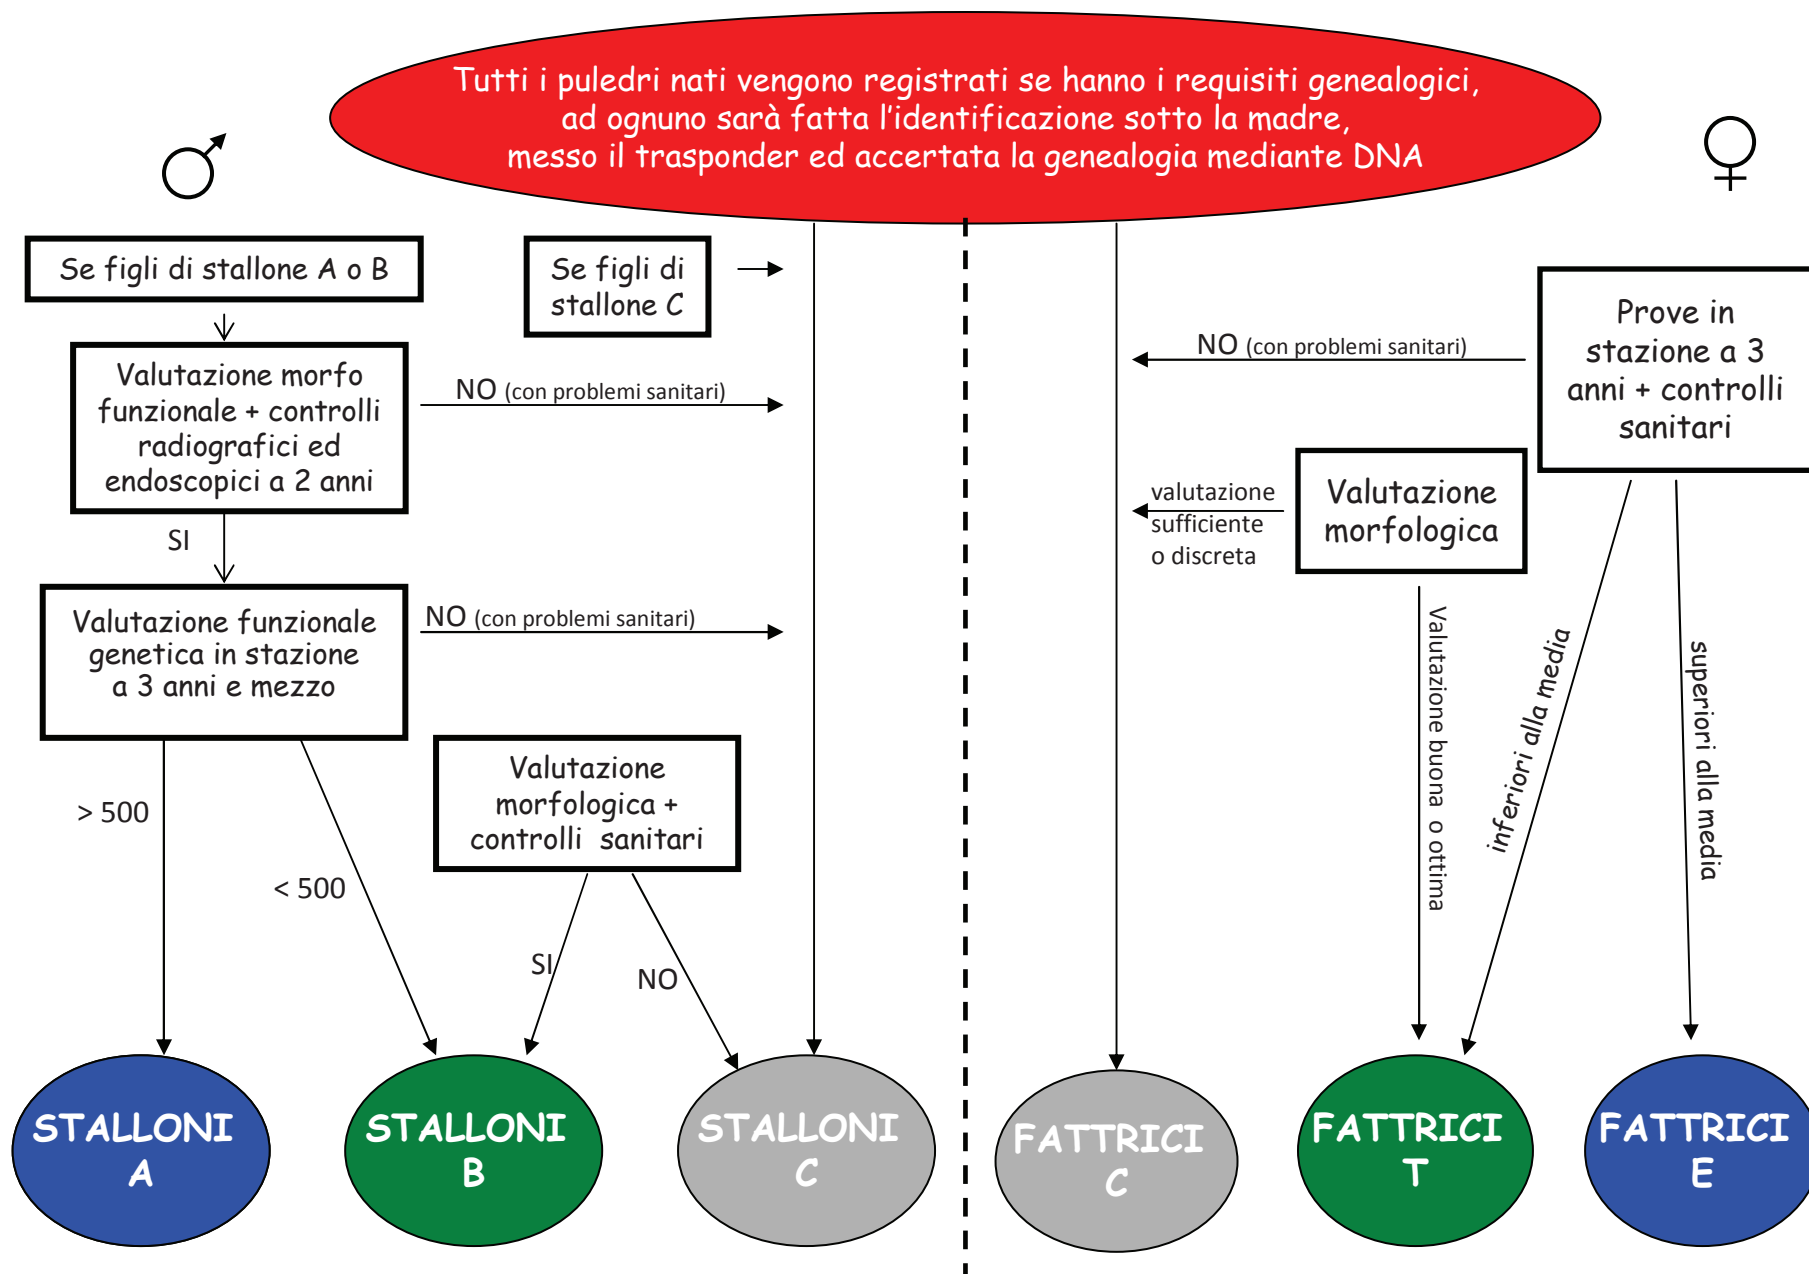 Tutti i puledri nati vengono registrati se hanno i requisiti genealogici,
ad ognuno sarà fatta l'identificazione sotto la madre,
messo il trasponder ed accertata la genealogia mediante DNA
Se figli di stallone A o B
Se figli di
stallone C
Valutazione morfo
funzionale + controlli
radiografici ed
endoscopici a 2 anni
NO (con problemi sanitari)
SI
Valutazione funzionale
genetica in stazione
a 3 anni e mezzo
NO (con problemi sanitari)
> 500
< 500
Valutazione
morfologica +
controlli sanitari
SI
NO
Prove in
stazione a 3
anni + controlli
sanitari
NO (con problemi sanitari)
Valutazione
morfologica
valutazione
sufficiente
o discreta
Valutazione buona o ottima
inferiori alla media
superiori alla media
STALLONI
A
STALLONI
B
STALLONI
C
FATTRICI
C
FATTRICI
T
FATTRICI
E